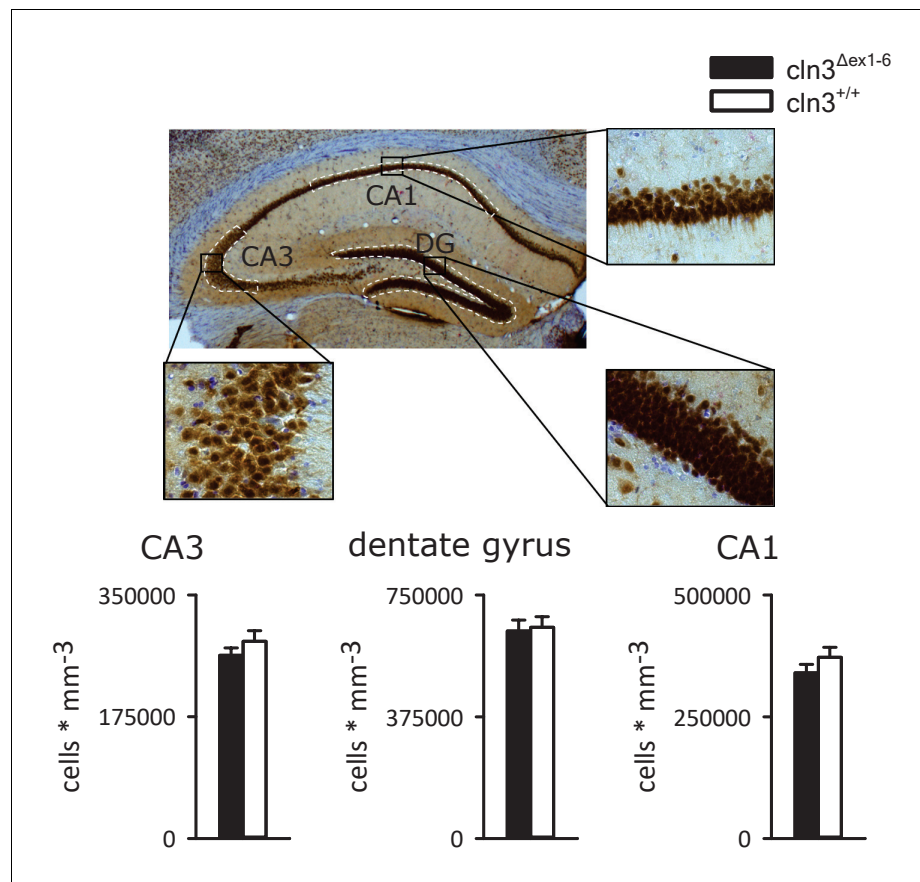 cln3^Δex1-6
cln3^+/+
CA1
CA3
DG
CA3
dentate gyrus
CA1
cells * mm-3
350000
175000
0
cells * mm-3
750000
375000
0
cells * mm-3
500000
250000
0